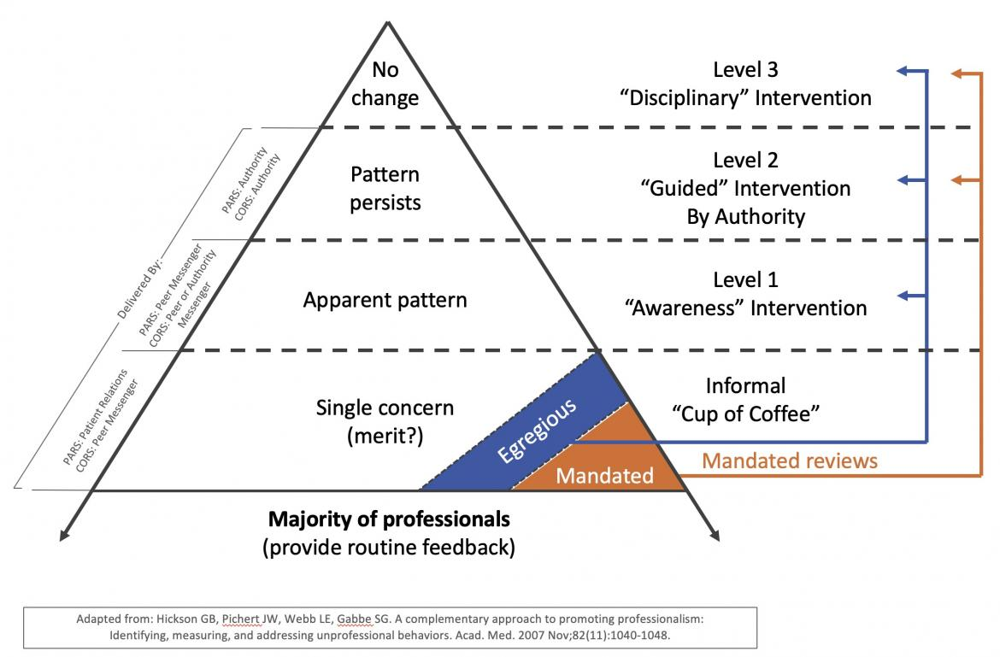 No
change
Level 3
“Disciplinary” Intervention
PARS: Authority
CORS: Authority
Pattern
persists
Level 2
“Guided” Intervention
By Authority
Delivered By:
PARS: Peer Messenger
CORS: Peer or Authority
Messenger
Apparent pattern
Level 1
“Awareness” Intervention
PARS: Patient Relations
CORS: Peer Messenger
Single concern
(merit?)
Egregious
Mandated
Informal
“Cup of Coffee”
Mandated reviews
Majority of professionals
(provide routine feedback)
Adapted from: Hickson GB, Pichert JW, Webb LE, Gabbe SG. A complementary approach to promoting professionalism:
Identifying, measuring, and addressing unprofessional behaviors. Acad. Med. 2007 Nov;82(11):1040-1048.